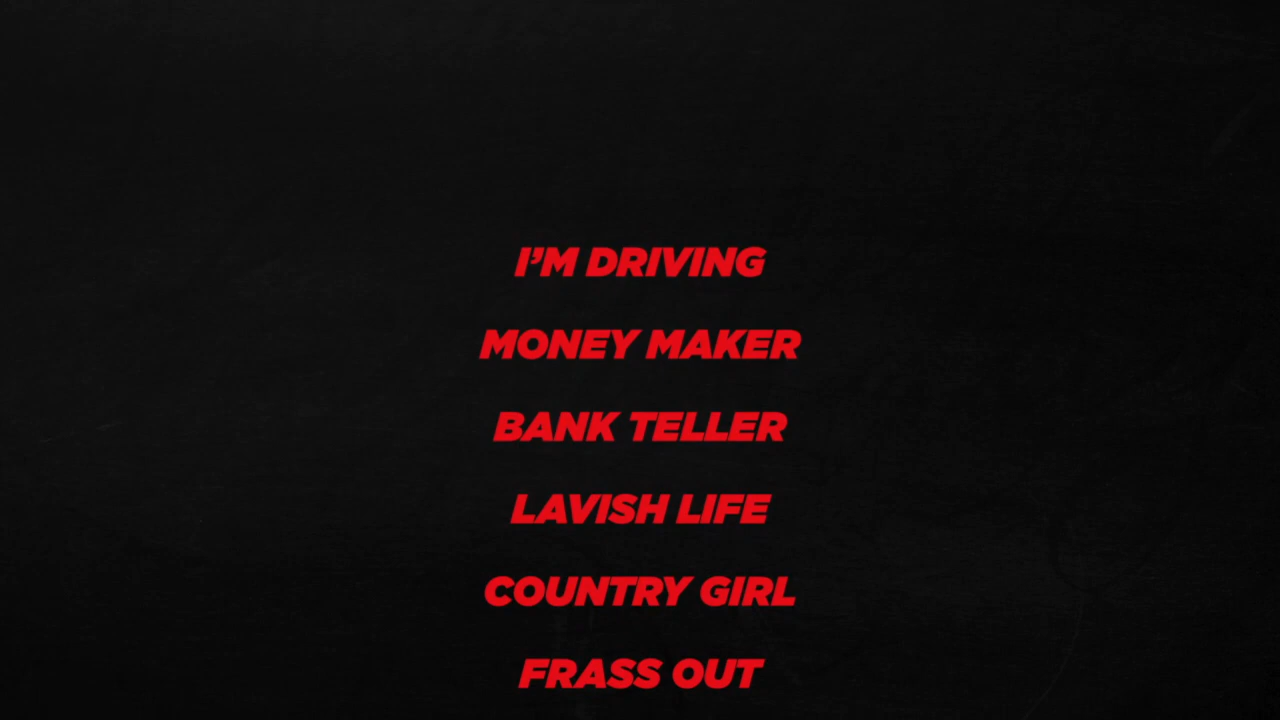 I'M DRIVING
MONEY MAKER
BANK TELLER
LAVISH LIFE
COUNTRY GIRL
FRASS OUT